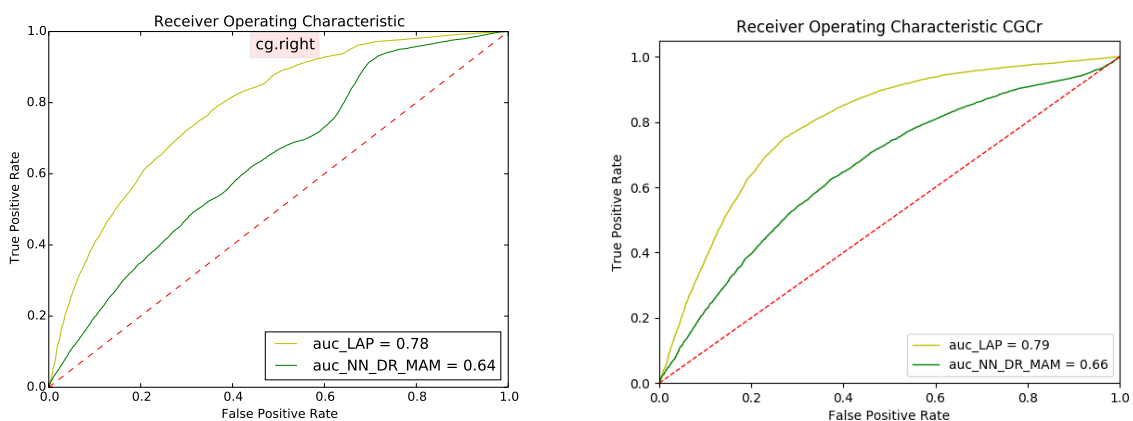 Receiver Operating Characteristic
cg.right
1.0
0.8
0.6
0.4
0.2
0.0
True Positive Rate
0.0 0.2 0.4 0.6 0.8 1.0
False Positive Rate
auc_LAP = 0.78
auc_NN_DR_MAM = 0.64
Receiver Operating Characteristic CGCr
1.0
0.8
0.6
0.4
0.2
0.0
True Positive Rate
0.0 0.2 0.4 0.6 0.8 1.0
False Positive Rate
auc_LAP = 0.79
auc_NN_DR_MAM = 0.66